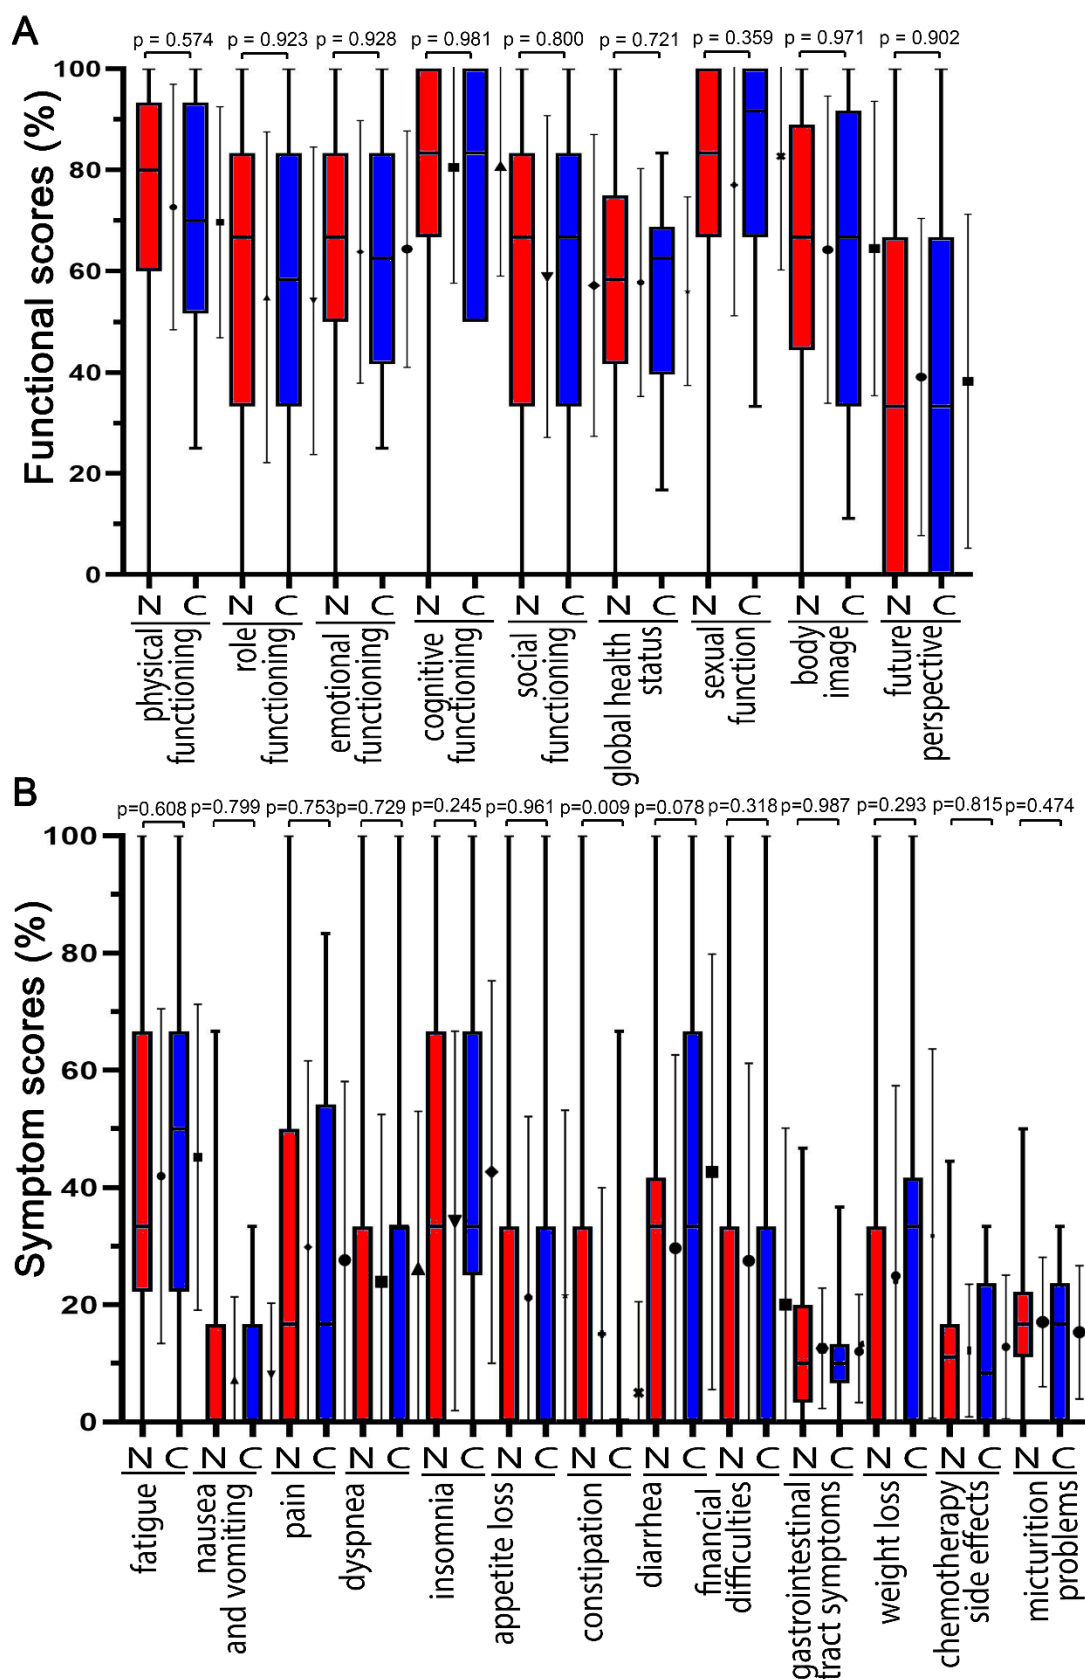 A
p = 0.574 p = 0.923 p = 0.928 p = 0.981 p = 0.800 p = 0.721 p = 0.359 p = 0.971 p = 0.902
Functional scores (%)
100
80
60
40
20
0
N C N C N C N C N C N C N C N C N C
physical
functioning
role
functioning
emotional
functioning
cognitive
functioning
social
functioning
global health
status
sexual
function
body
image
future
perspective
B
p=0.608 p=0.799 p=0.753 p=0.729 p=0.245 p=0.961 p=0.009 p=0.078 p=0.318 p=0.987 p=0.293 p=0.815 p=0.474
Symptom scores (%)
100
80
60
40
20
0
N C N C N C N C N C N C N C N C N C N C N C N C N C
fatigue
nausea
and vomiting
pain
dyspnea
insomnia
appetite loss
constipation
diarrhea
financial
difficulties
gastrointestinal
tract symptoms
weight loss
chemotherapy
side effects
micturition
problems